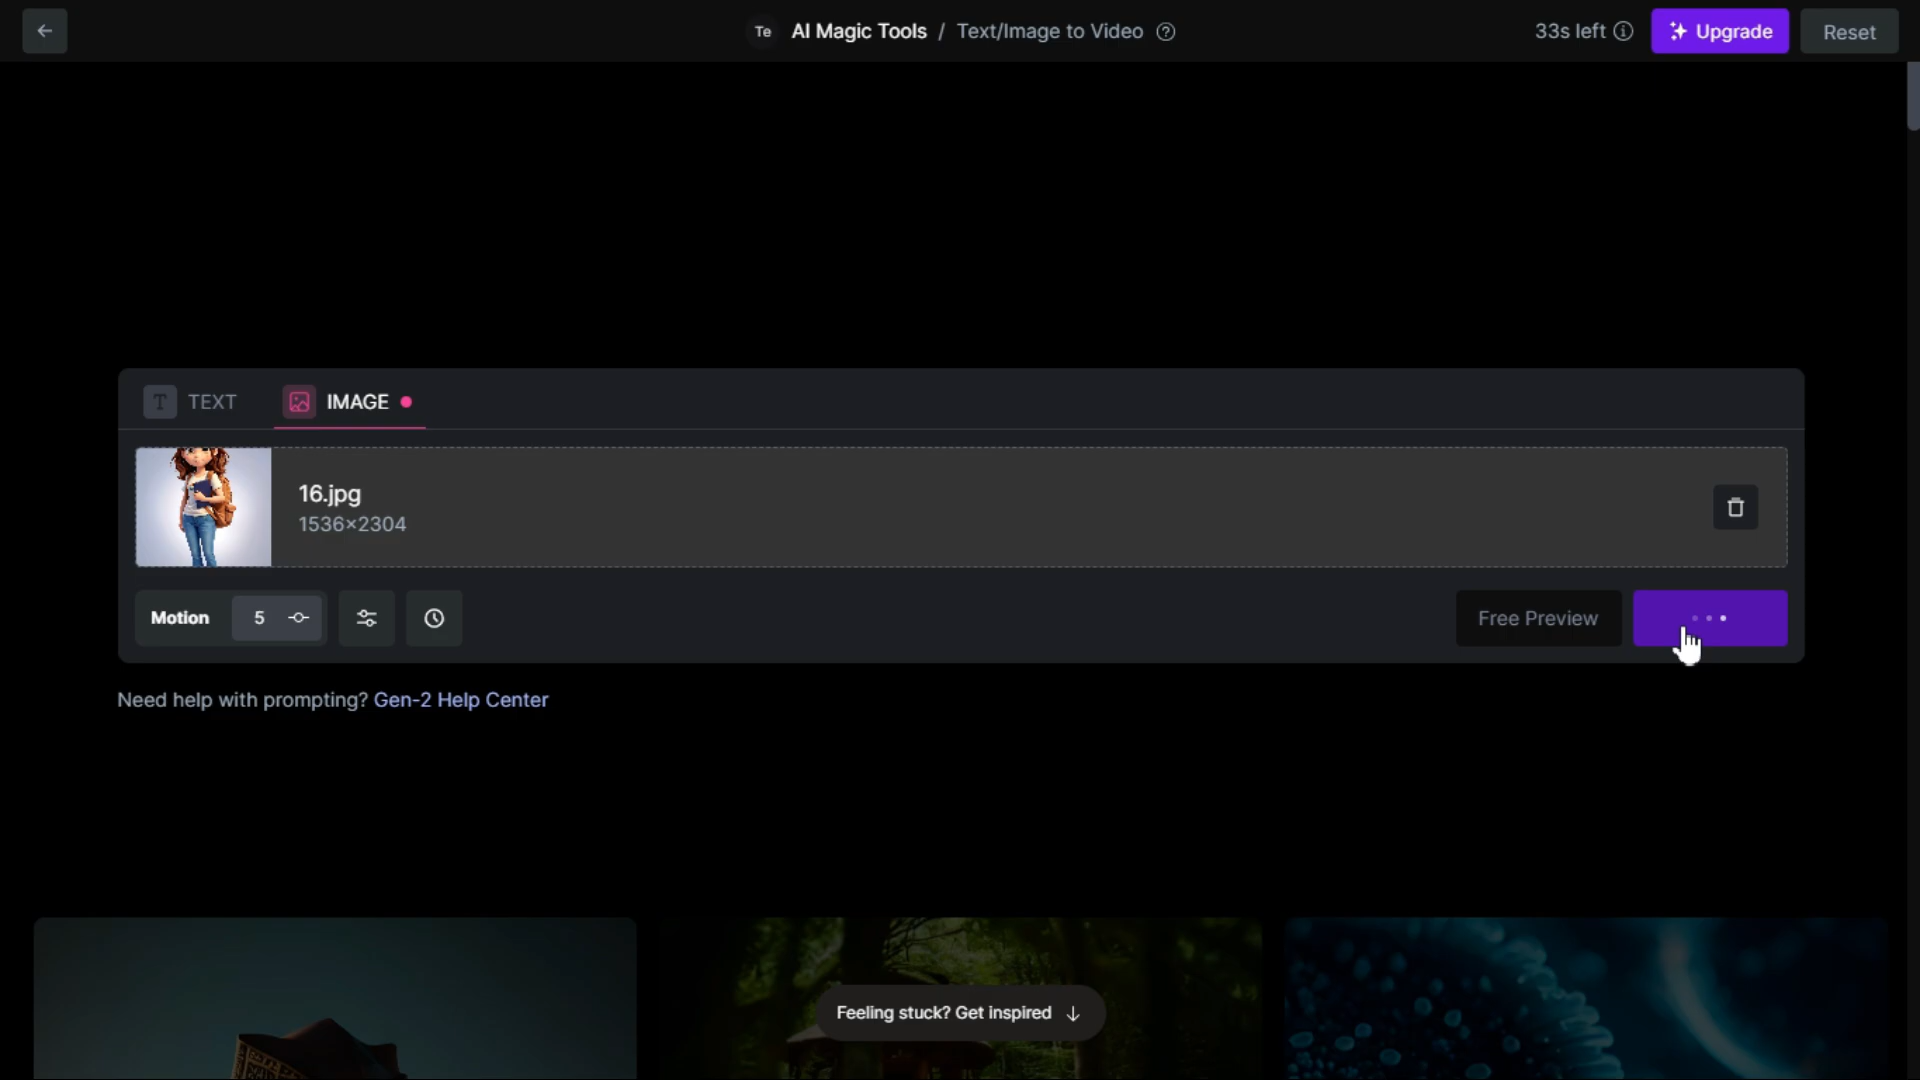 Te AI Magic Tools / Text/Image to Video
33s left
Upgrade
Reset
T TEXT
IMAGE
16.jpg
1536×2304
Motion 5
Free Preview
Need help with prompting? Gen-2 Help Center
Feeling stuck? Get inspired ↓